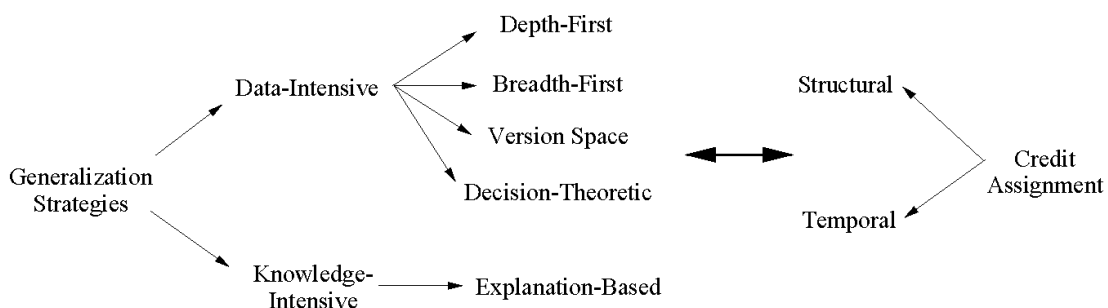 Depth-First
Data-Intensive
Breadth-First
Version Space
Decision-Theoretic
Generalization
Strategies
Knowledge-
Intensive
Explanation-Based
Structural
Temporal
Credit
Assignment